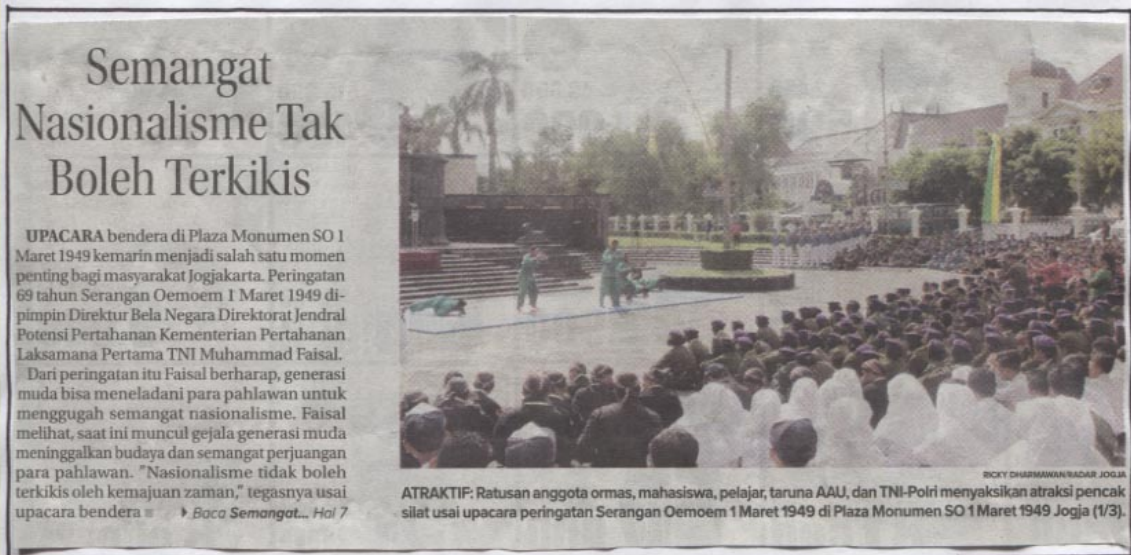 Semangat
Nasionalisme Tak
Boleh Terkikis
UPACARA bendera di Plaza Monumen SO 1
Maret 1949 kemarin menjadi salah satu momen
penting bagi masyarakat Jogjakarta. Peringatan
69 tahun Serangan Oemoem 1 Maret 1949 di-
pimpin Direktur Bela Negara Direktorat Jendral
Potensi Pertahanan Kementerian Pertahanan
Laksamana Pertama TNI Muhammad Faisal.
Dari peringatan itu Faisal berharap, generasi
muda bisa meneladani para pahlawan untuk
menggugah semangat nasionalisme. Faisal
melihat, saat ini muncul gejala generasi muda
meninggalkan budaya dan semangat perjuangan
para pahlawan. "Nasionalisme tidak boleh
terkikis oleh kemajuan zaman," tegasnya usai
upacara bendera
Baca Semangat... Hal 7
RICKY DHARMAWAN/RADAR JOGJA
ATRAKTIF: Ratusan anggota ormas, mahasiswa, pelajar, taruna AAU, dan TNI-Polri menyaksikan atraksi pencak
silat usai upacara peringatan Serangan Oemoem 1 Maret 1949 di Plaza Monumen SO 1 Maret 1949 Jogja (1/3).